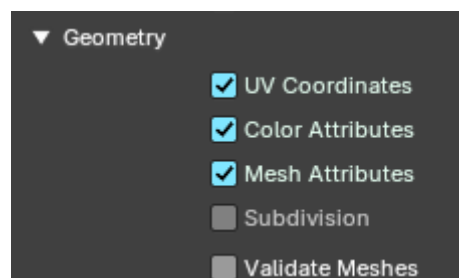 Geometry
UV Coordinates
Color Attributes
Mesh Attributes
Subdivision
Validate Meshes